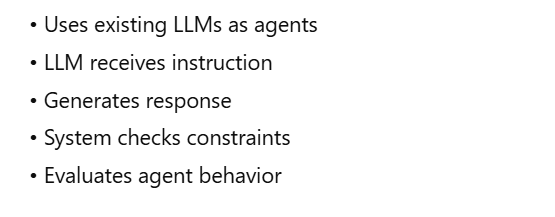 • Uses existing LLMs as agents
• LLM receives instruction
• Generates response
• System checks constraints
• Evaluates agent behavior